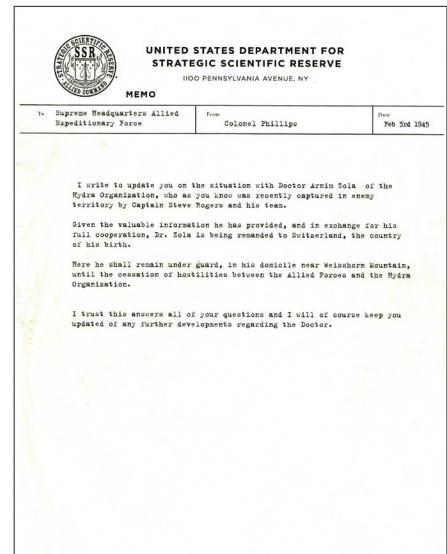 STRATEGIC SCIENTIFIC RESERVE
SSR
ALLIED COMMAND
UNITED STATES DEPARTMENT FOR
STRATEGIC SCIENTIFIC RESERVE
1100 PENNSYLVANIA AVENUE, NY
MEMO
To Supreme Headquarters Allied
Expeditionary Force
From
Colonel Phillips
Date
Feb 3rd 1945
I write to update you on the situation with Doctor Arnim Zola of the
Hydra Organization, who as you know was recently captured in enemy
territory by Captain Steve Rogers and his team.
Given the valuable information he has provided, and in exchange for his
full cooperation, Dr. Zola is being remanded to Switzerland, the country
of his birth.
Here he shall remain under guard, in his domicile near Weisshorn Mountain,
until the cessation of hostilities between the Allied Forces and the Hydra
Organization.
I trust this answers all of your questions and I will of course keep you
updated of any further developments regarding the Doctor.